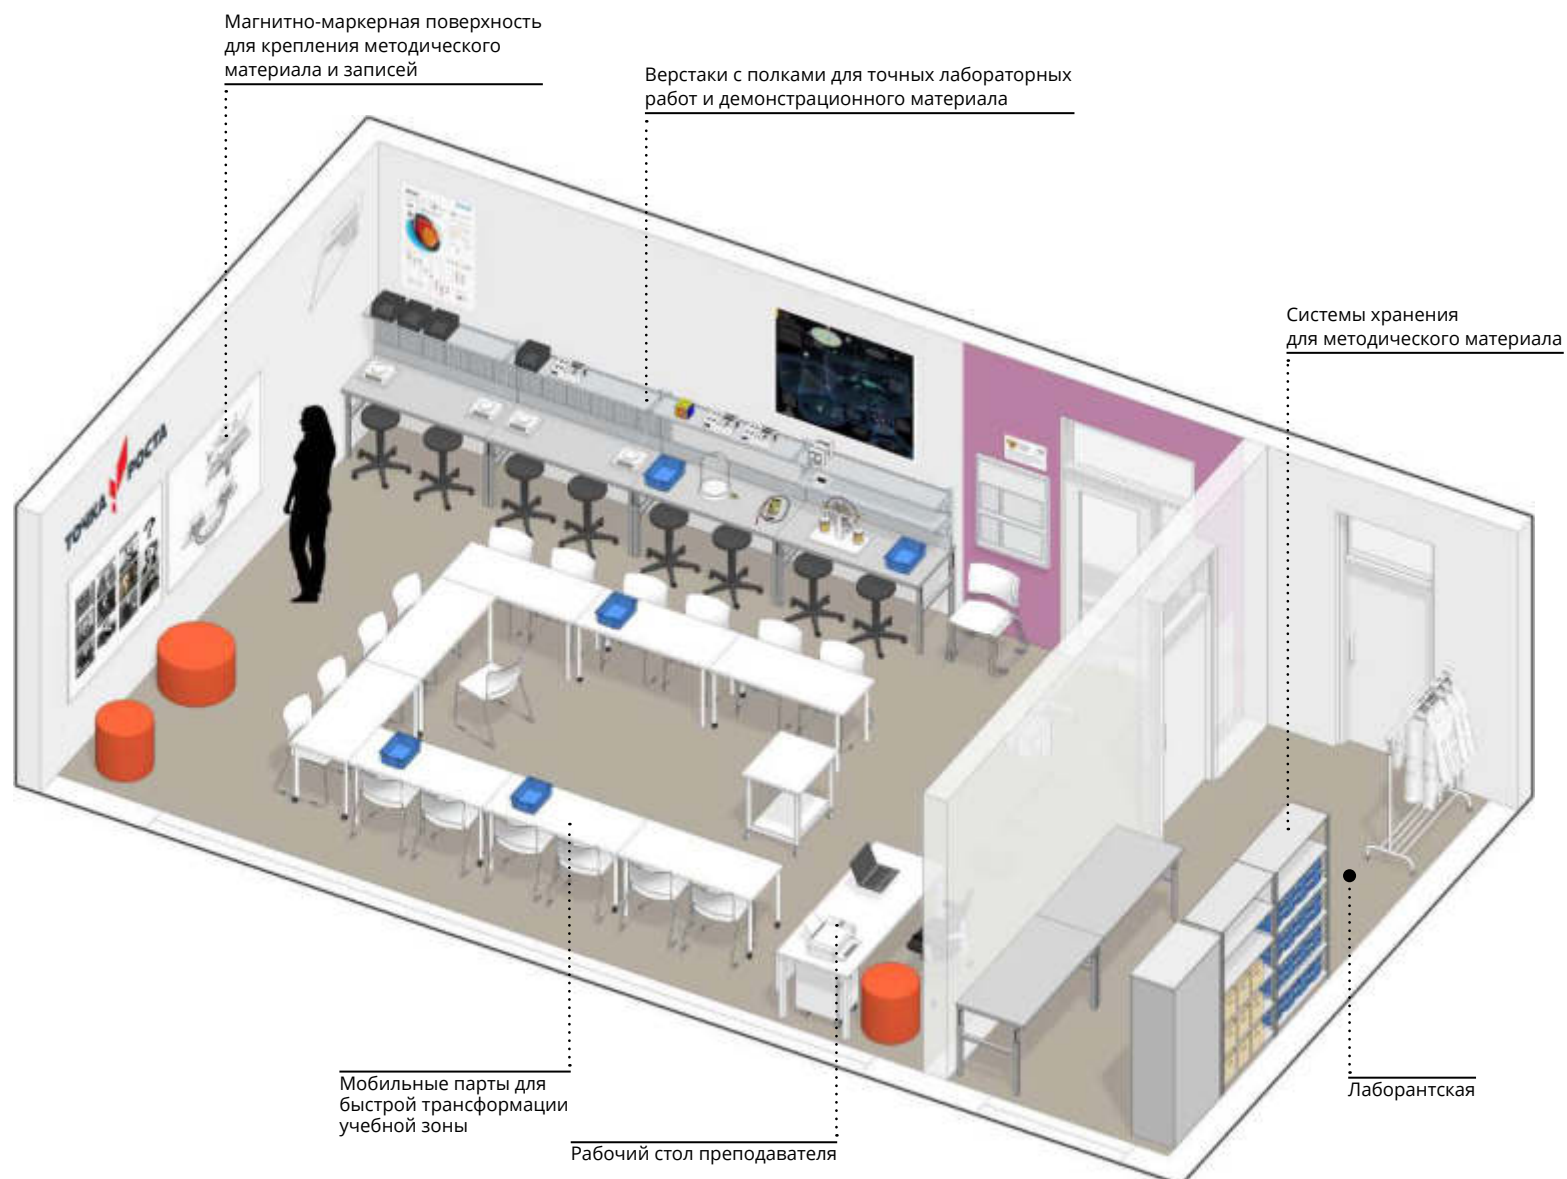 Магнитно-маркерная поверхность
для крепления методического
материала и записей
Верстаки с полками для точных лабораторных
работ и демонстрационного материала
Системы хранения
для методического материала
ТОЧКА РОСТА
?
Мобильные парты для
быстрой трансформации
учебной зоны
Рабочий стол преподавателя
Лаборантская